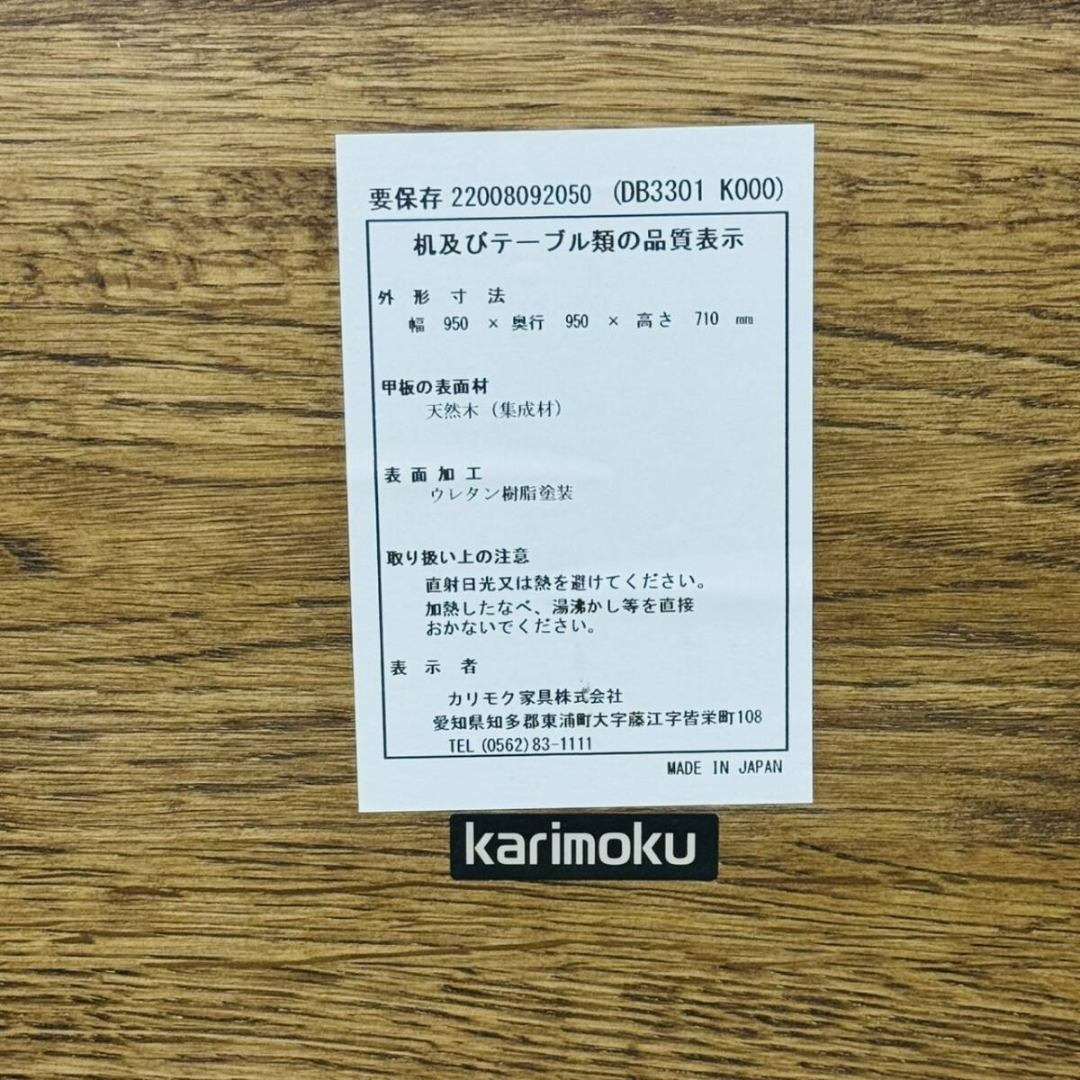 要保存 22008092050 (DB3301 K000)
机及びテーブル類の品質表示
外形寸法
幅 950 × 奥行 950 × 高さ 710 mm
甲板の表面材
天然木（集成材）
表面加工
ウレタン樹脂塗装
取り扱い上の注意
直射日光又は熱を避けてください。
加熱したなべ、湯沸かし等を直接
おかないでください。
表示者
カリモク家具株式会社
愛知県知多郡東浦町大字藤江字皆栄町108
TEL (0562)83-1111
MADE IN JAPAN
karimoku